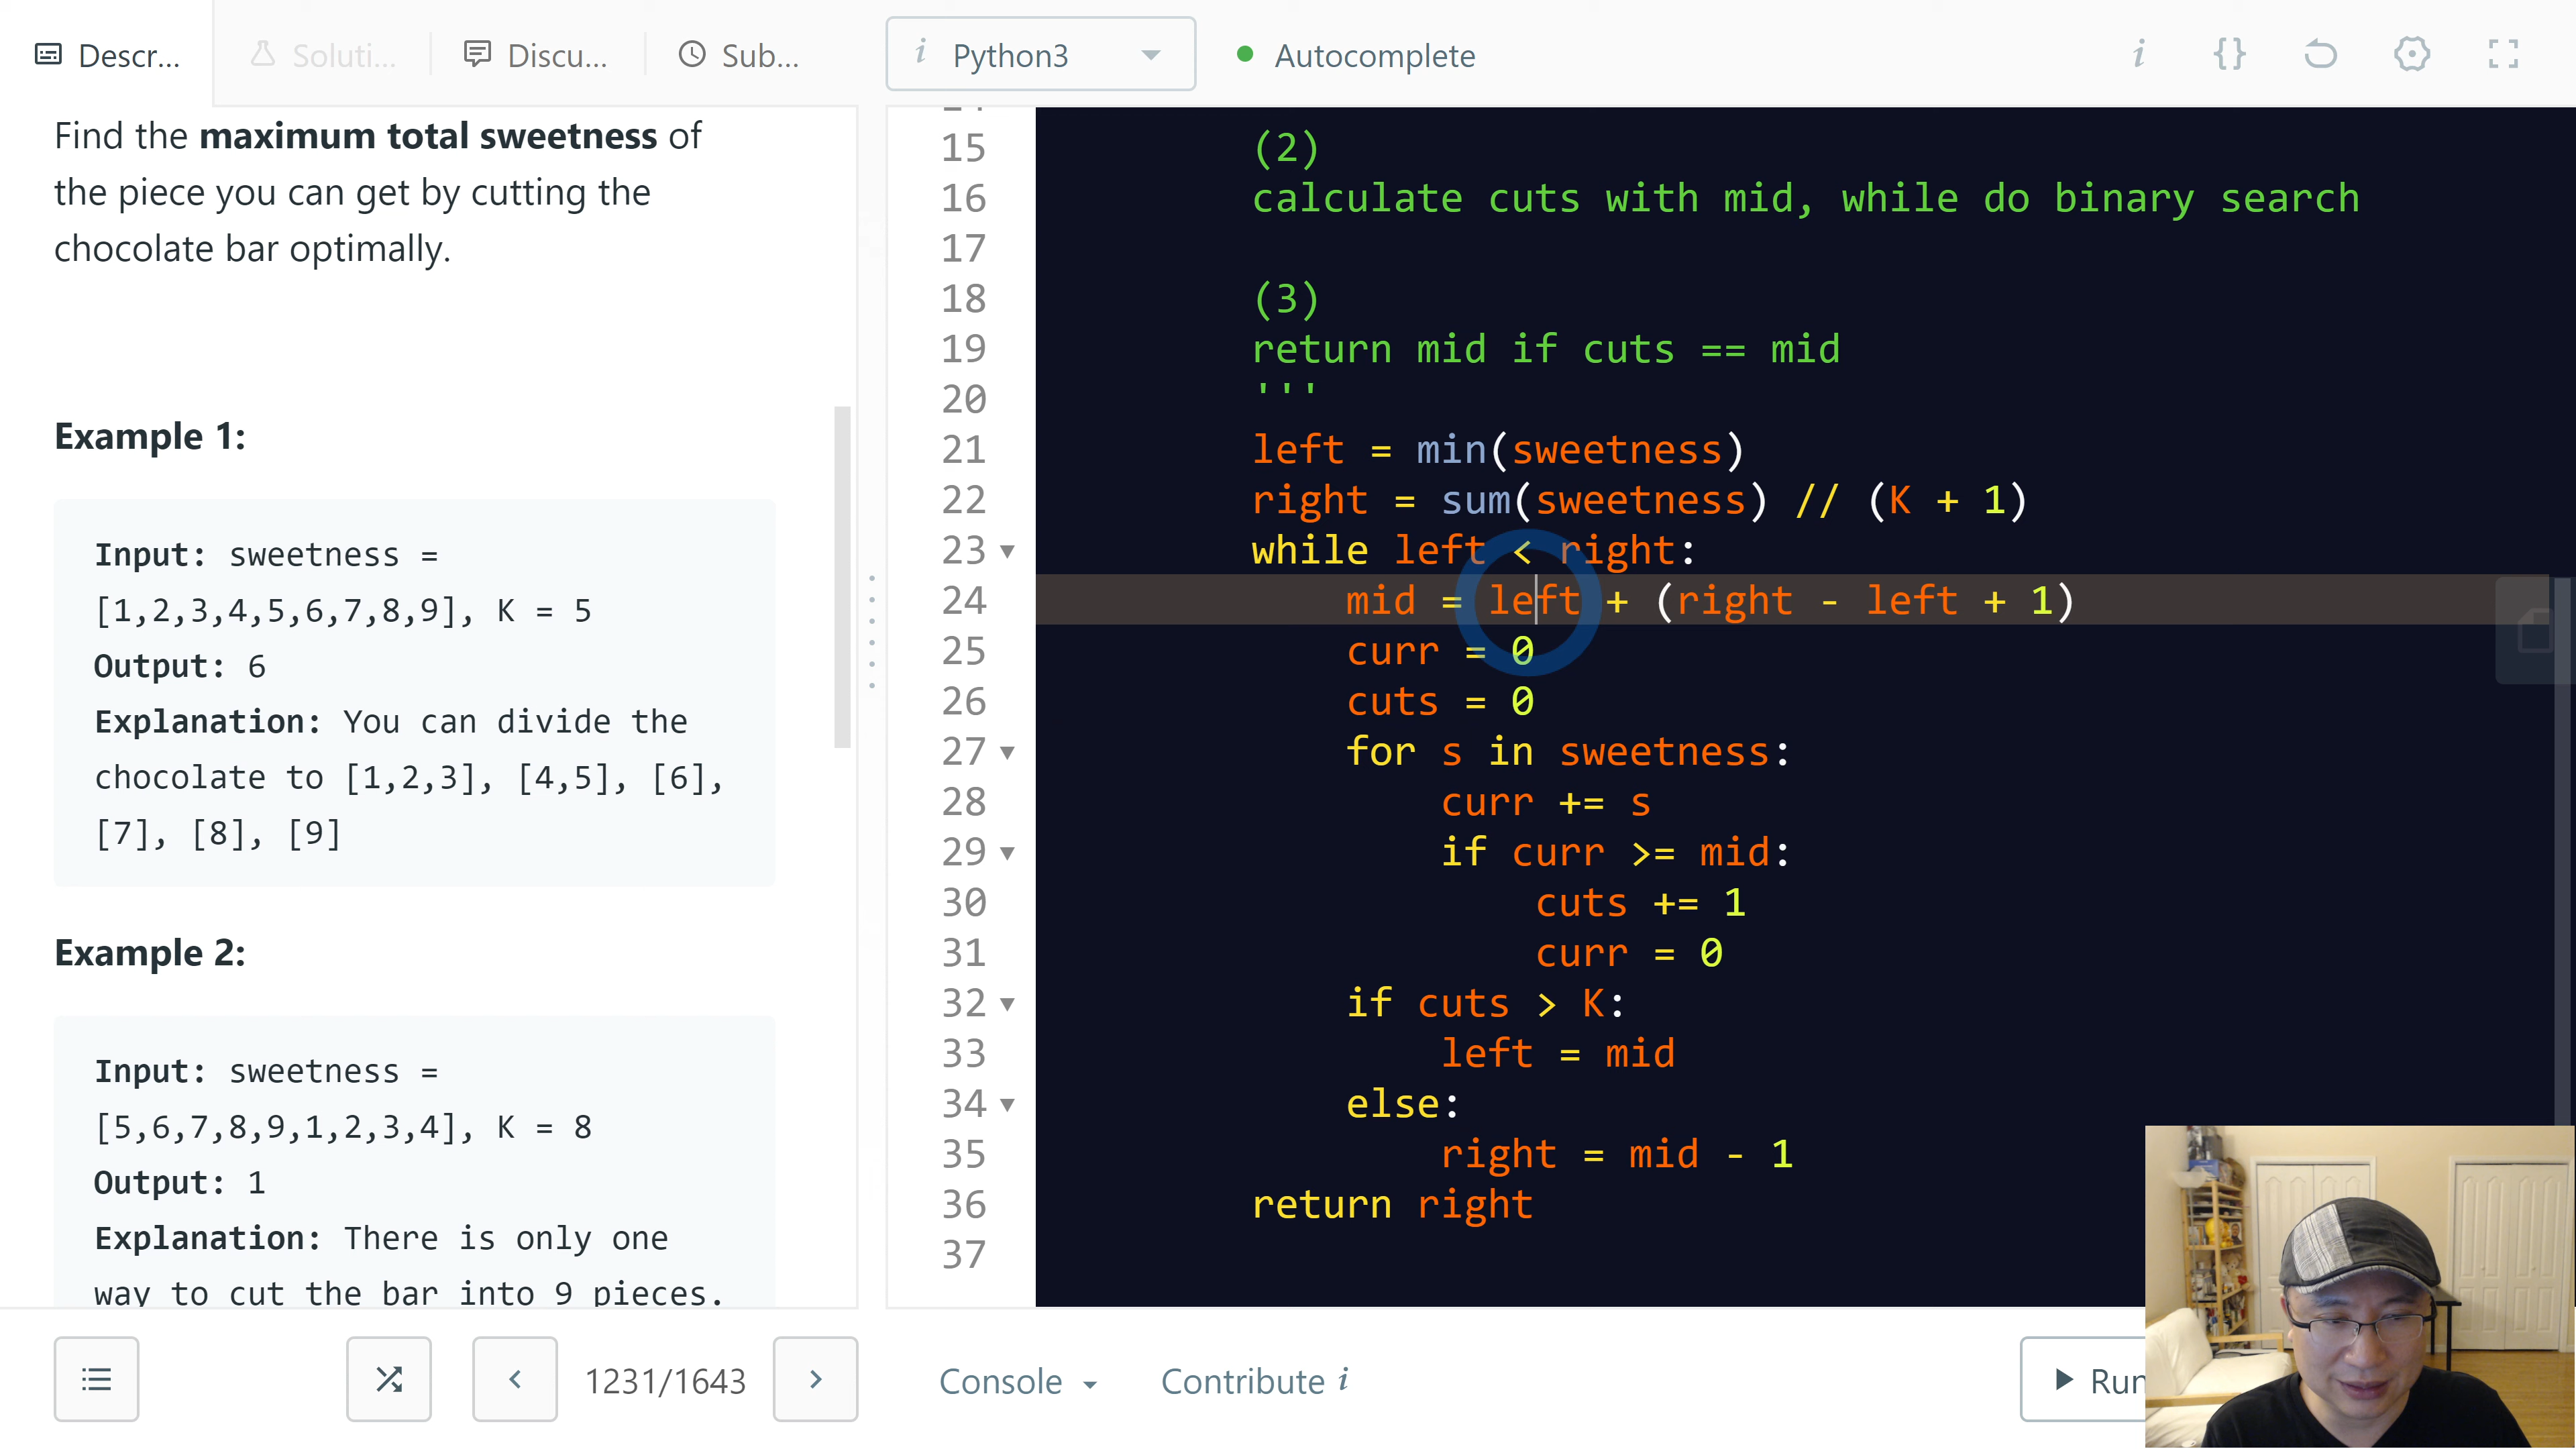 Descr...
Soluti...
Discu...
Sub...
i Python3
Autocomplete
i {}
Find the maximum total sweetness of
the piece you can get by cutting the
chocolate bar optimally.
Example 1:
Input: sweetness =
[1,2,3,4,5,6,7,8,9], K = 5
Output: 6
Explanation: You can divide the
chocolate to [1,2,3], [4,5], [6],
[7], [8], [9]
Example 2:
Input: sweetness =
[5,6,7,8,9,1,2,3,4], K = 8
Output: 1
Explanation: There is only one
way to cut the bar into 9 pieces.
15 (2)
16 calculate cuts with mid, while do binary search
17
18 (3)
19 return mid if cuts == mid
20 '''
21 left = min(sweetness)
22 right = sum(sweetness) // (K + 1)
23 while left < right:
24 mid = left + (right - left + 1)
25 curr = 0
26 cuts = 0
27 for s in sweetness:
28 curr += s
29 if curr >= mid:
30 cuts += 1
31 curr = 0
32 if cuts > K:
33 left = mid
34 else:
35 right = mid - 1
36 return right
37
1231/1643
Console
Contribute i
Run